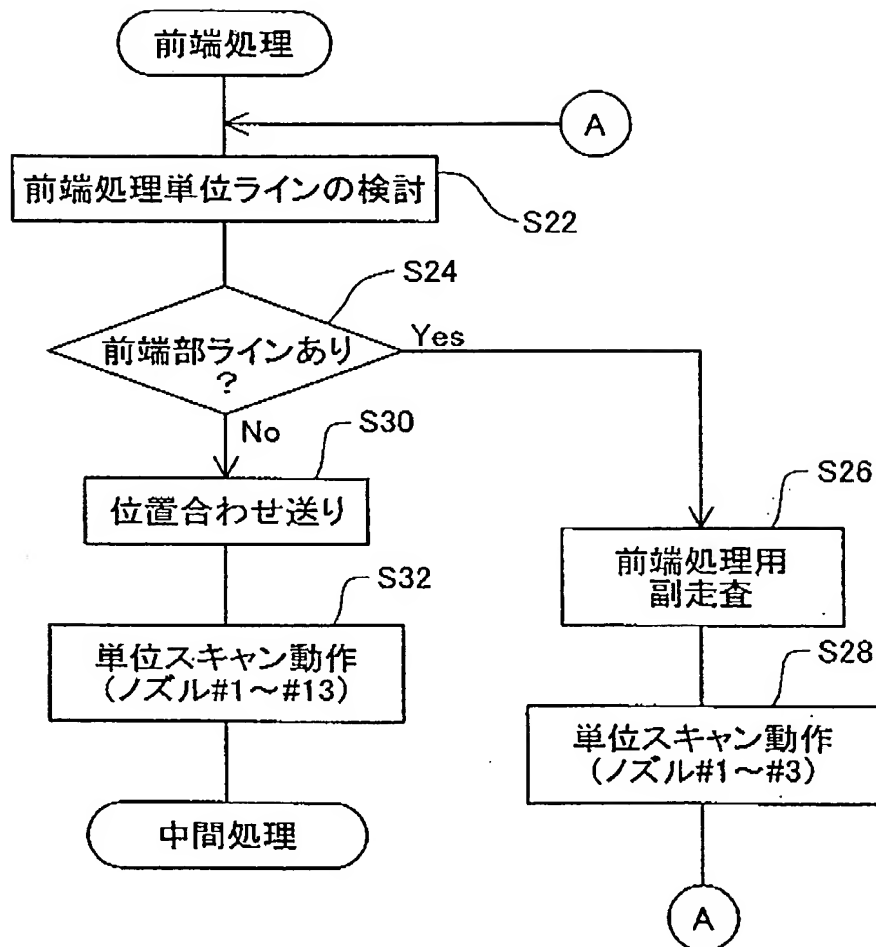 前端処理
A
前端処理単位ラインの検討
S22
S24
前端部ラインあり
?
Yes
No
S30
位置合わせ送り
S26
前端処理用
副走査
S32
単位スキャン動作
(ノズル#1～#13)
S28
単位スキャン動作
(ノズル#1～#3)
中間処理
A